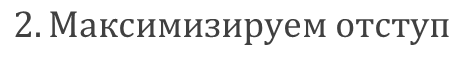 2. Максимизируем отступ